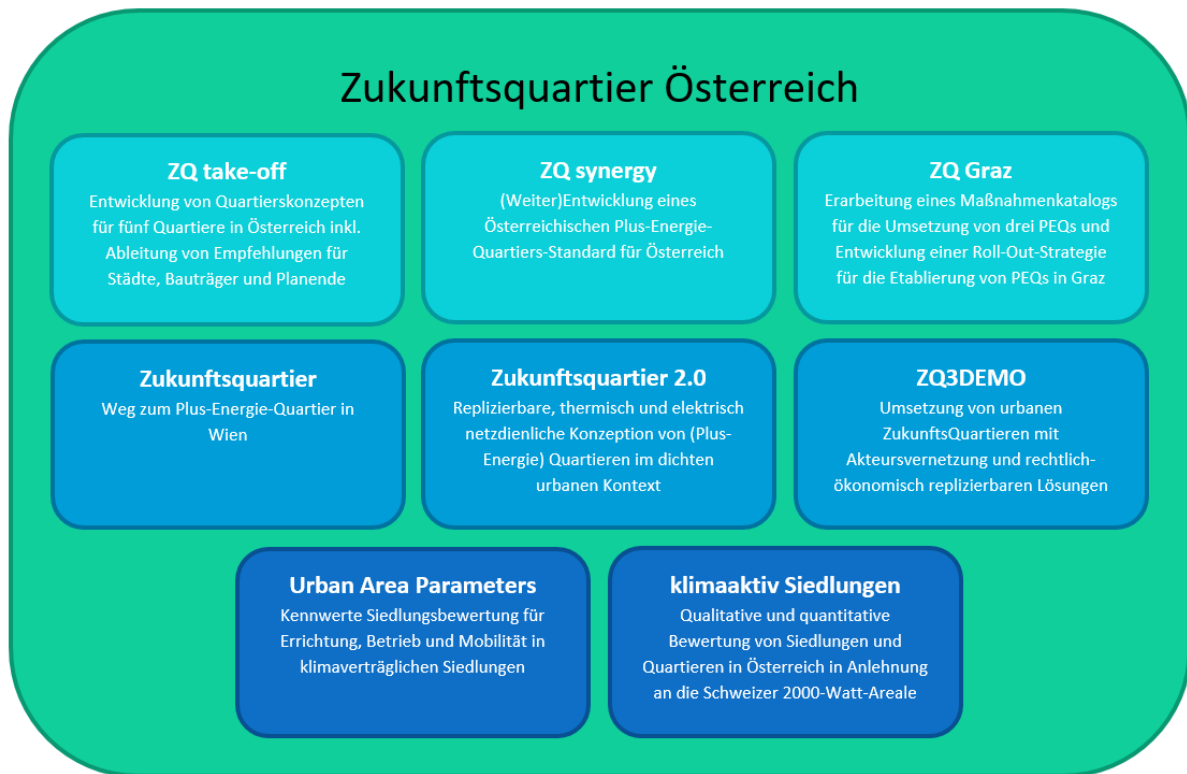 Zukunftsquartier Österreich
ZQ take-off
Entwicklung von Quartierskonzepten
für fünf Quartiere in Österreich inkl.
Ableitung von Empfehlungen für
Städte, Bauträger und Planende
ZQ synergy
(Weiter)Entwicklung eines
Österreichischen Plus-Energie-
Quartiers-Standard für Österreich
ZQ Graz
Erarbeitung eines Maßnahmenkatalogs
für die Umsetzung von drei PEQs und
Entwicklung einer Roll-Out-Strategie
für die Etablierung von PEQs in Graz
Zukunftsquartier
Weg zum Plus-Energie-Quartier in
Wien
Zukunftsquartier 2.0
Replizierbare, thermisch und elektrisch
netzdienliche Konzeption von (Plus-
Energie) Quartieren im dichten
urbanen Kontext
ZQ3DEMO
Umsetzung von urbanen
ZukunftsQuartieren mit
Akteursvernetzung und rechtlich-
ökonomisch replizierbaren Lösungen
Urban Area Parameters
Kennwerte Siedlungsbewertung für
Errichtung, Betrieb und Mobilität in
klimaverträglichen Siedlungen
klimaaktiv Siedlungen
Qualitative und quantitative
Bewertung von Siedlungen und
Quartieren in Österreich in Anlehnung
an die Schweizer 2000-Watt-Areale